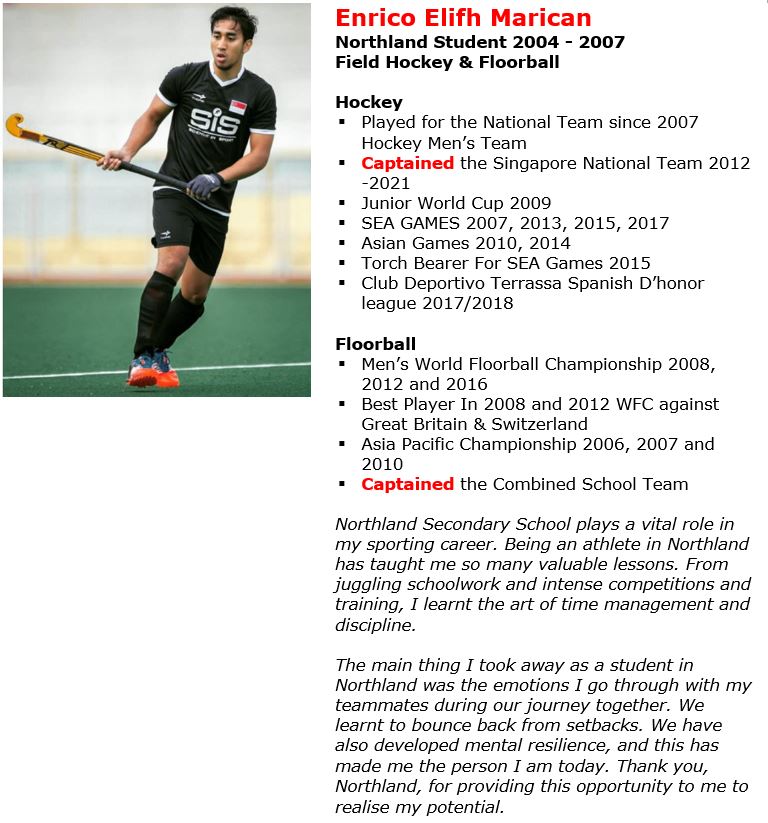 Enrico Elifh Marican
Northland Student 2004 - 2007
Field Hockey & Floorball
Hockey
▪ Played for the National Team since 2007
Hockey Men’s Team
▪ Captained the Singapore National Team 2012
-2021
▪ Junior World Cup 2009
▪ SEA GAMES 2007, 2013, 2015, 2017
▪ Asian Games 2010, 2014
▪ Torch Bearer For SEA Games 2015
▪ Club Deportivo Terrassa Spanish D’honor
league 2017/2018
Floorball
▪ Men’s World Floorball Championship 2008,
2012 and 2016
▪ Best Player In 2008 and 2012 WFC against
Great Britain & Switzerland
▪ Asia Pacific Championship 2006, 2007 and
2010
▪ Captained the Combined School Team
Northland Secondary School plays a vital role in
my sporting career. Being an athlete in Northland
has taught me so many valuable lessons. From
juggling schoolwork and intense competitions and
training, I learnt the art of time management and
discipline.
The main thing I took away as a student in
Northland was the emotions I go through with my
teammates during our journey together. We
learnt to bounce back from setbacks. We have
also developed mental resilience, and this has
made me the person I am today. Thank you,
Northland, for providing this opportunity to me to
realise my potential.
SiS
SCIENCE IN SPORT